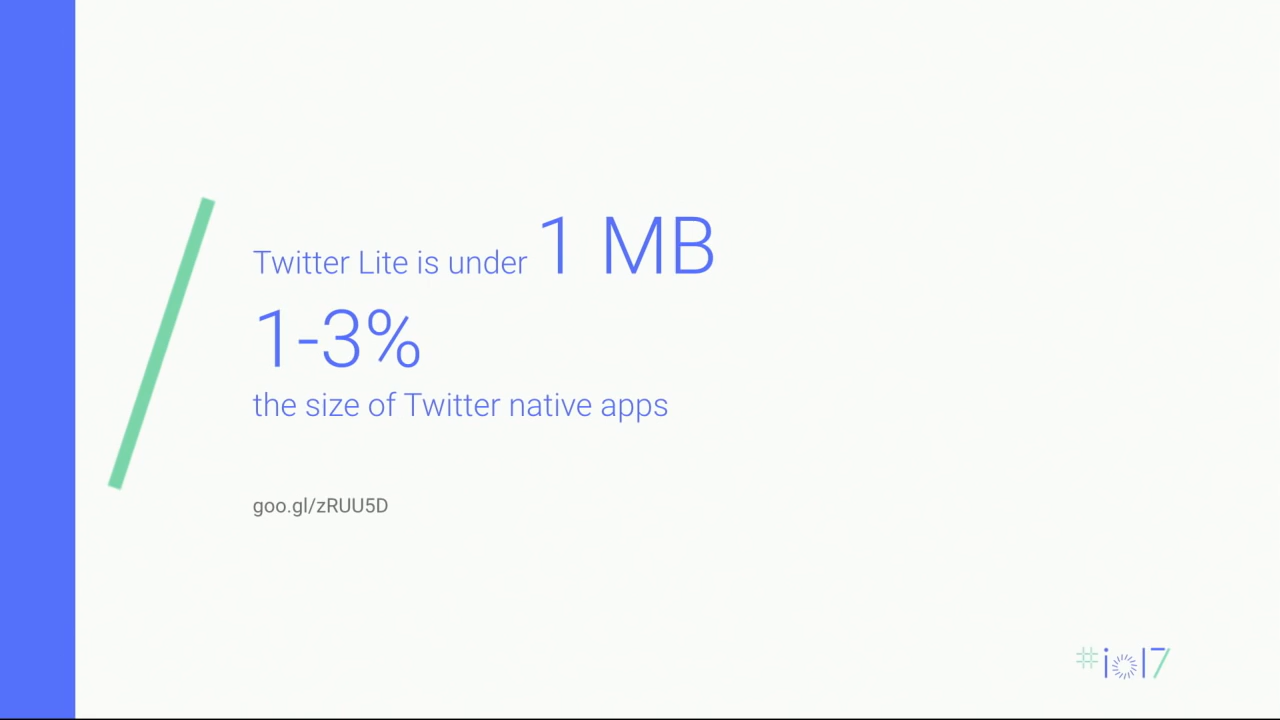 Twitter Lite is under 1 MB
1-3%
the size of Twitter native apps
goo.gl/zRUU5D
#io17